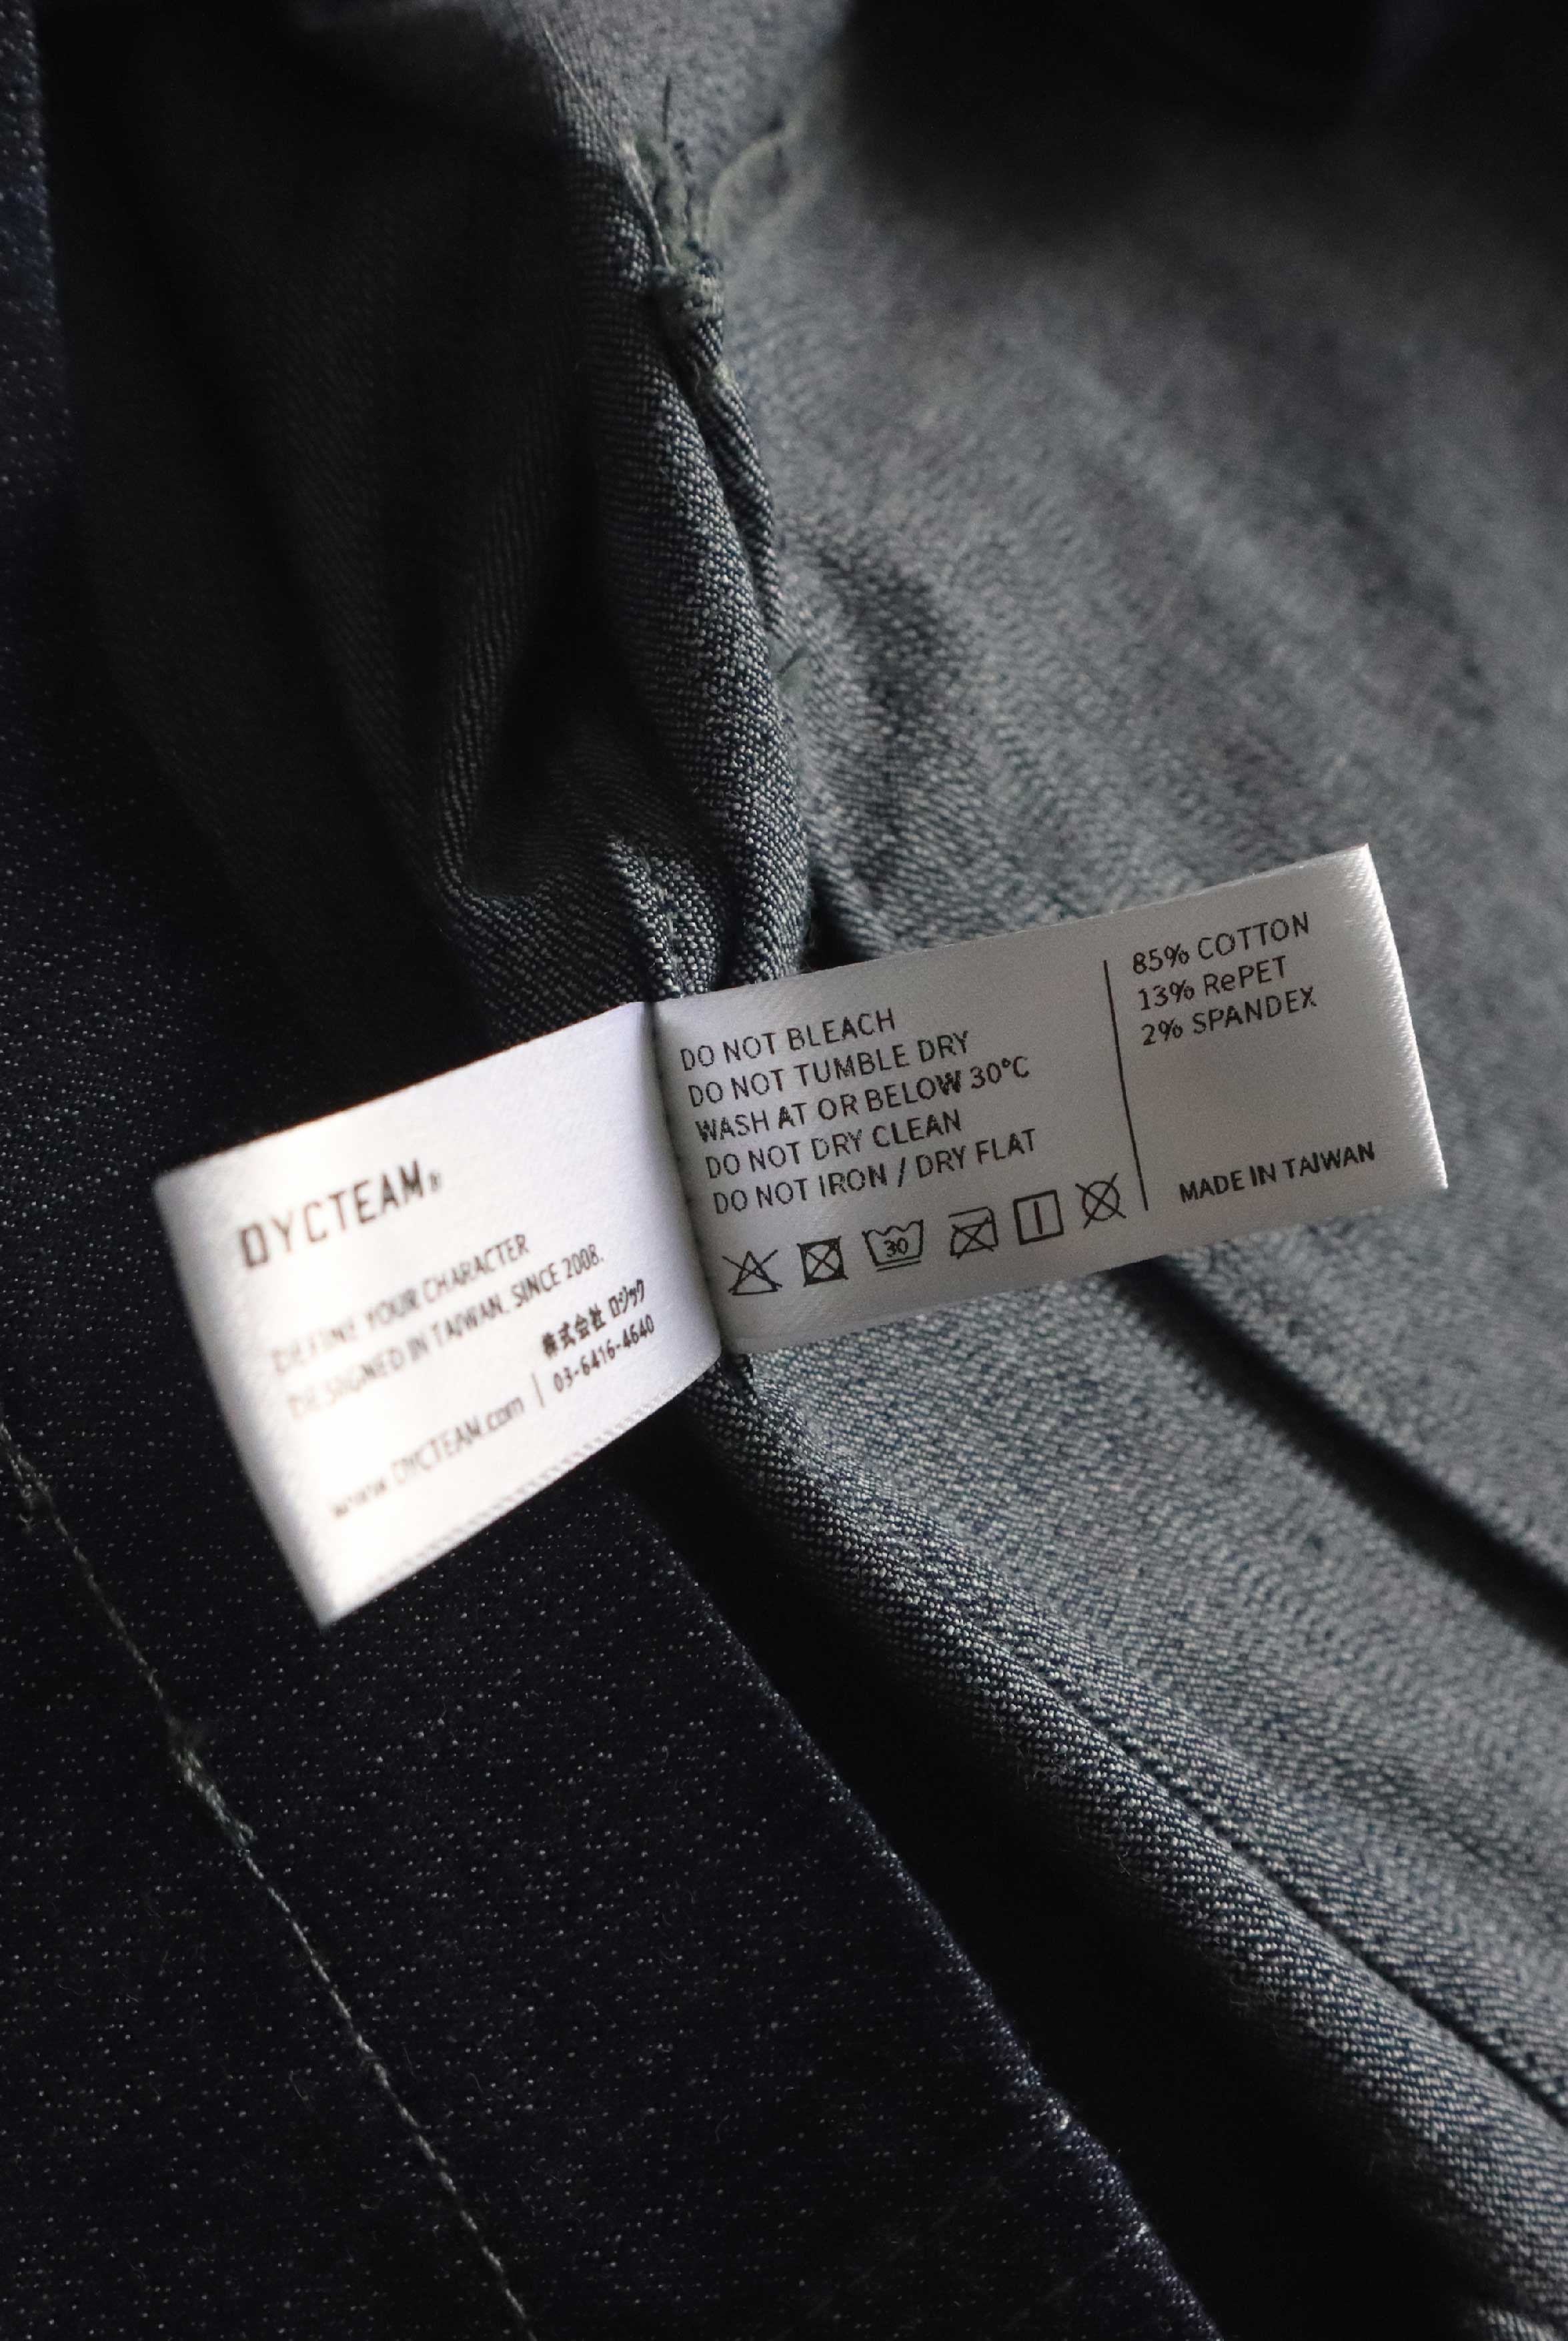 DYCTEAM®
DEFINE YOUR CHARACTER
DESIGNED IN TAIWAN. SINCE 2008.
www.DYCTEAM.com
株式会社 ロジック
03-6416-4640
DO NOT BLEACH
DO NOT TUMBLE DRY
WASH AT OR BELOW 30°C
DO NOT DRY CLEAN
DO NOT IRON / DRY FLAT
30
85% COTTON
13% RePET
2% SPANDEX
MADE IN TAIWAN